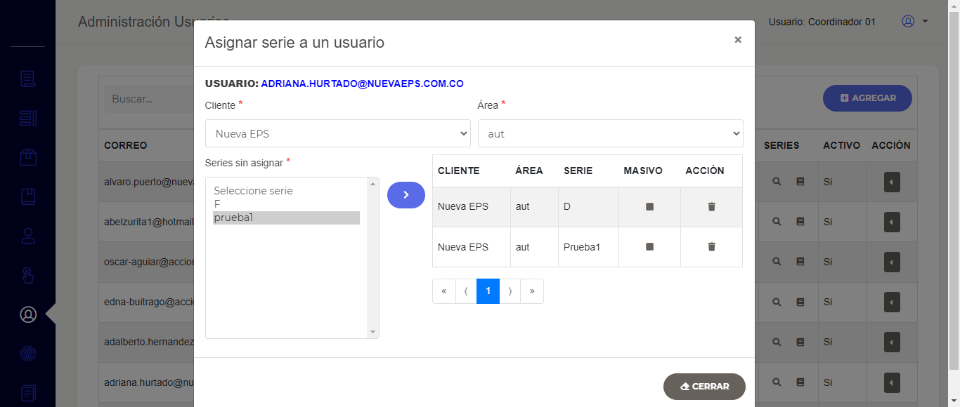 Administración Usuarios
Usuario: Coordinador 01
Asignar serie a un usuario
×
USUARIO: ADRIANA.HURTADO@NUEVAEPS.COM.CO
Cliente *
Área *
Nueva EPS
aut
Series sin asignar *
Seleccione serie
F
prueba1
CLIENTE ÁREA SERIE MASIVO ACCIÓN
Nueva EPS aut D
Nueva EPS aut Prueba1
« ⟨ 1 ⟩ »
CERRAR
Buscar...
AGREGAR
CORREO SERIES ACTIVO ACCIÓN
alvaro.puerto@nueva Si
abelzurita1@hotmail Si
oscar-aguiar@accion Si
edna-buitrago@accio Si
adalberto.hernandez Si
adriana.hurtado@nu Si